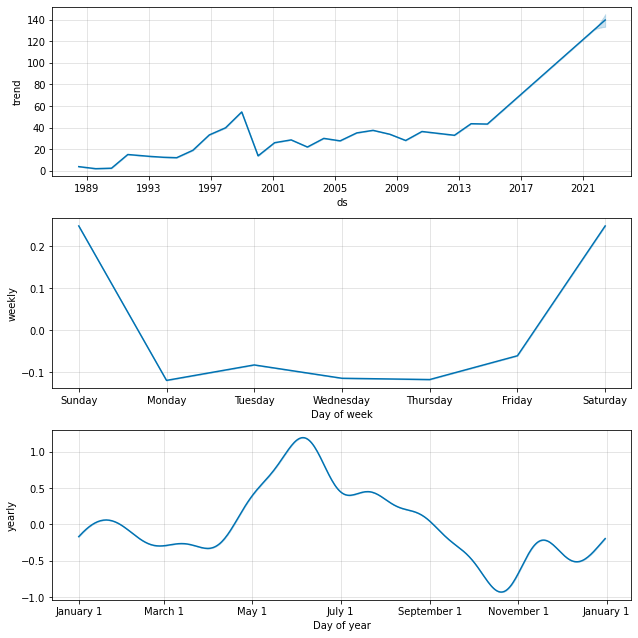 140
120
100
80
60
40
20
0
trend
1989 1993 1997 2001 2005 2009 2013 2017 2021
ds
0.2
0.1
0.0
−0.1
weekly
Sunday Monday Tuesday Wednesday Thursday Friday Saturday
Day of week
1.0
0.5
0.0
−0.5
−1.0
yearly
January 1 March 1 May 1 July 1 September 1 November 1 January 1
Day of year